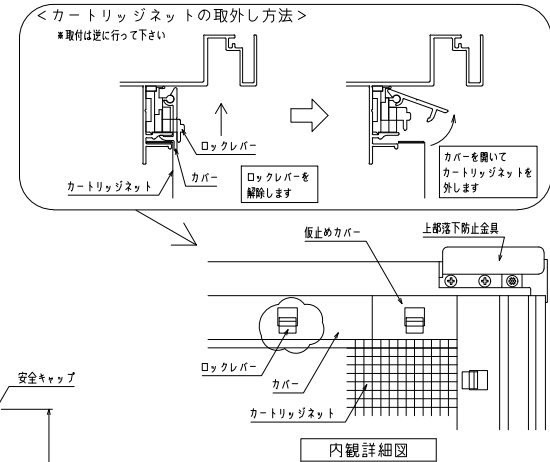 ＜カートリッジネットの取外し方法＞
＊取付は逆に行って下さい
ロックレバー
カバー
カートリッジネット
ロックレバーを
解除します
カバーを開いて
カートリッジネットを
外します
仮止めカバー
上部落下防止金具
ロックレバー
カバー
カートリッジネット
安全キャップ
内観詳細図